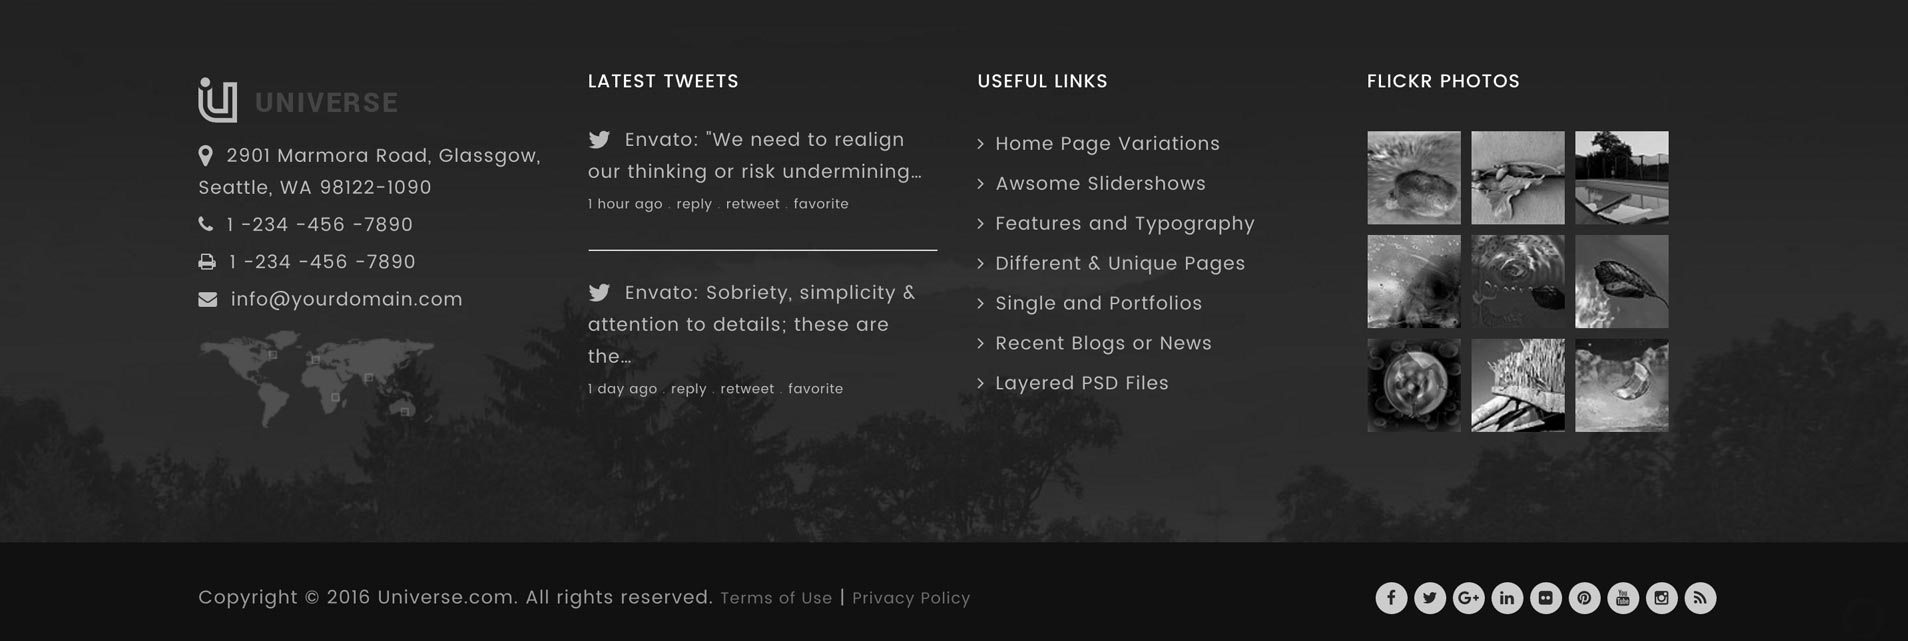 UNIVERSE
2901 Marmora Road, Glassgow,
Seattle, WA 98122-1090
1 -234 -456 -7890
1 -234 -456 -7890
info@yourdomain.com
LATEST TWEETS
Envato: "We need to realign
our thinking or risk undermining...
1 hour ago . reply . retweet . favorite
Envato: Sobriety, simplicity &
attention to details; these are
the...
1 day ago . reply . retweet . favorite
USEFUL LINKS
Home Page Variations
Awsome Slidershows
Features and Typography
Different & Unique Pages
Single and Portfolios
Recent Blogs or News
Layered PSD Files
FLICKR PHOTOS
Copyright © 2016 Universe.com. All rights reserved. Terms of Use | Privacy Policy